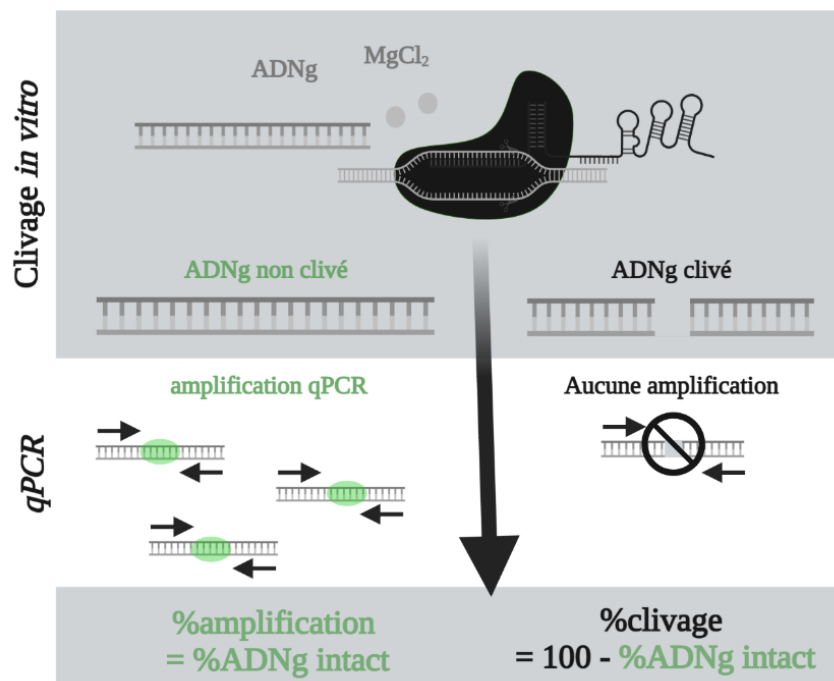 Clivage in vitro
ADNg
MgCl₂
ADNg non clivé
ADNg clivé
qPCR
amplification qPCR
Aucune amplification
%amplification
= %ADNg intact
%clivage
= 100 - %ADNg intact